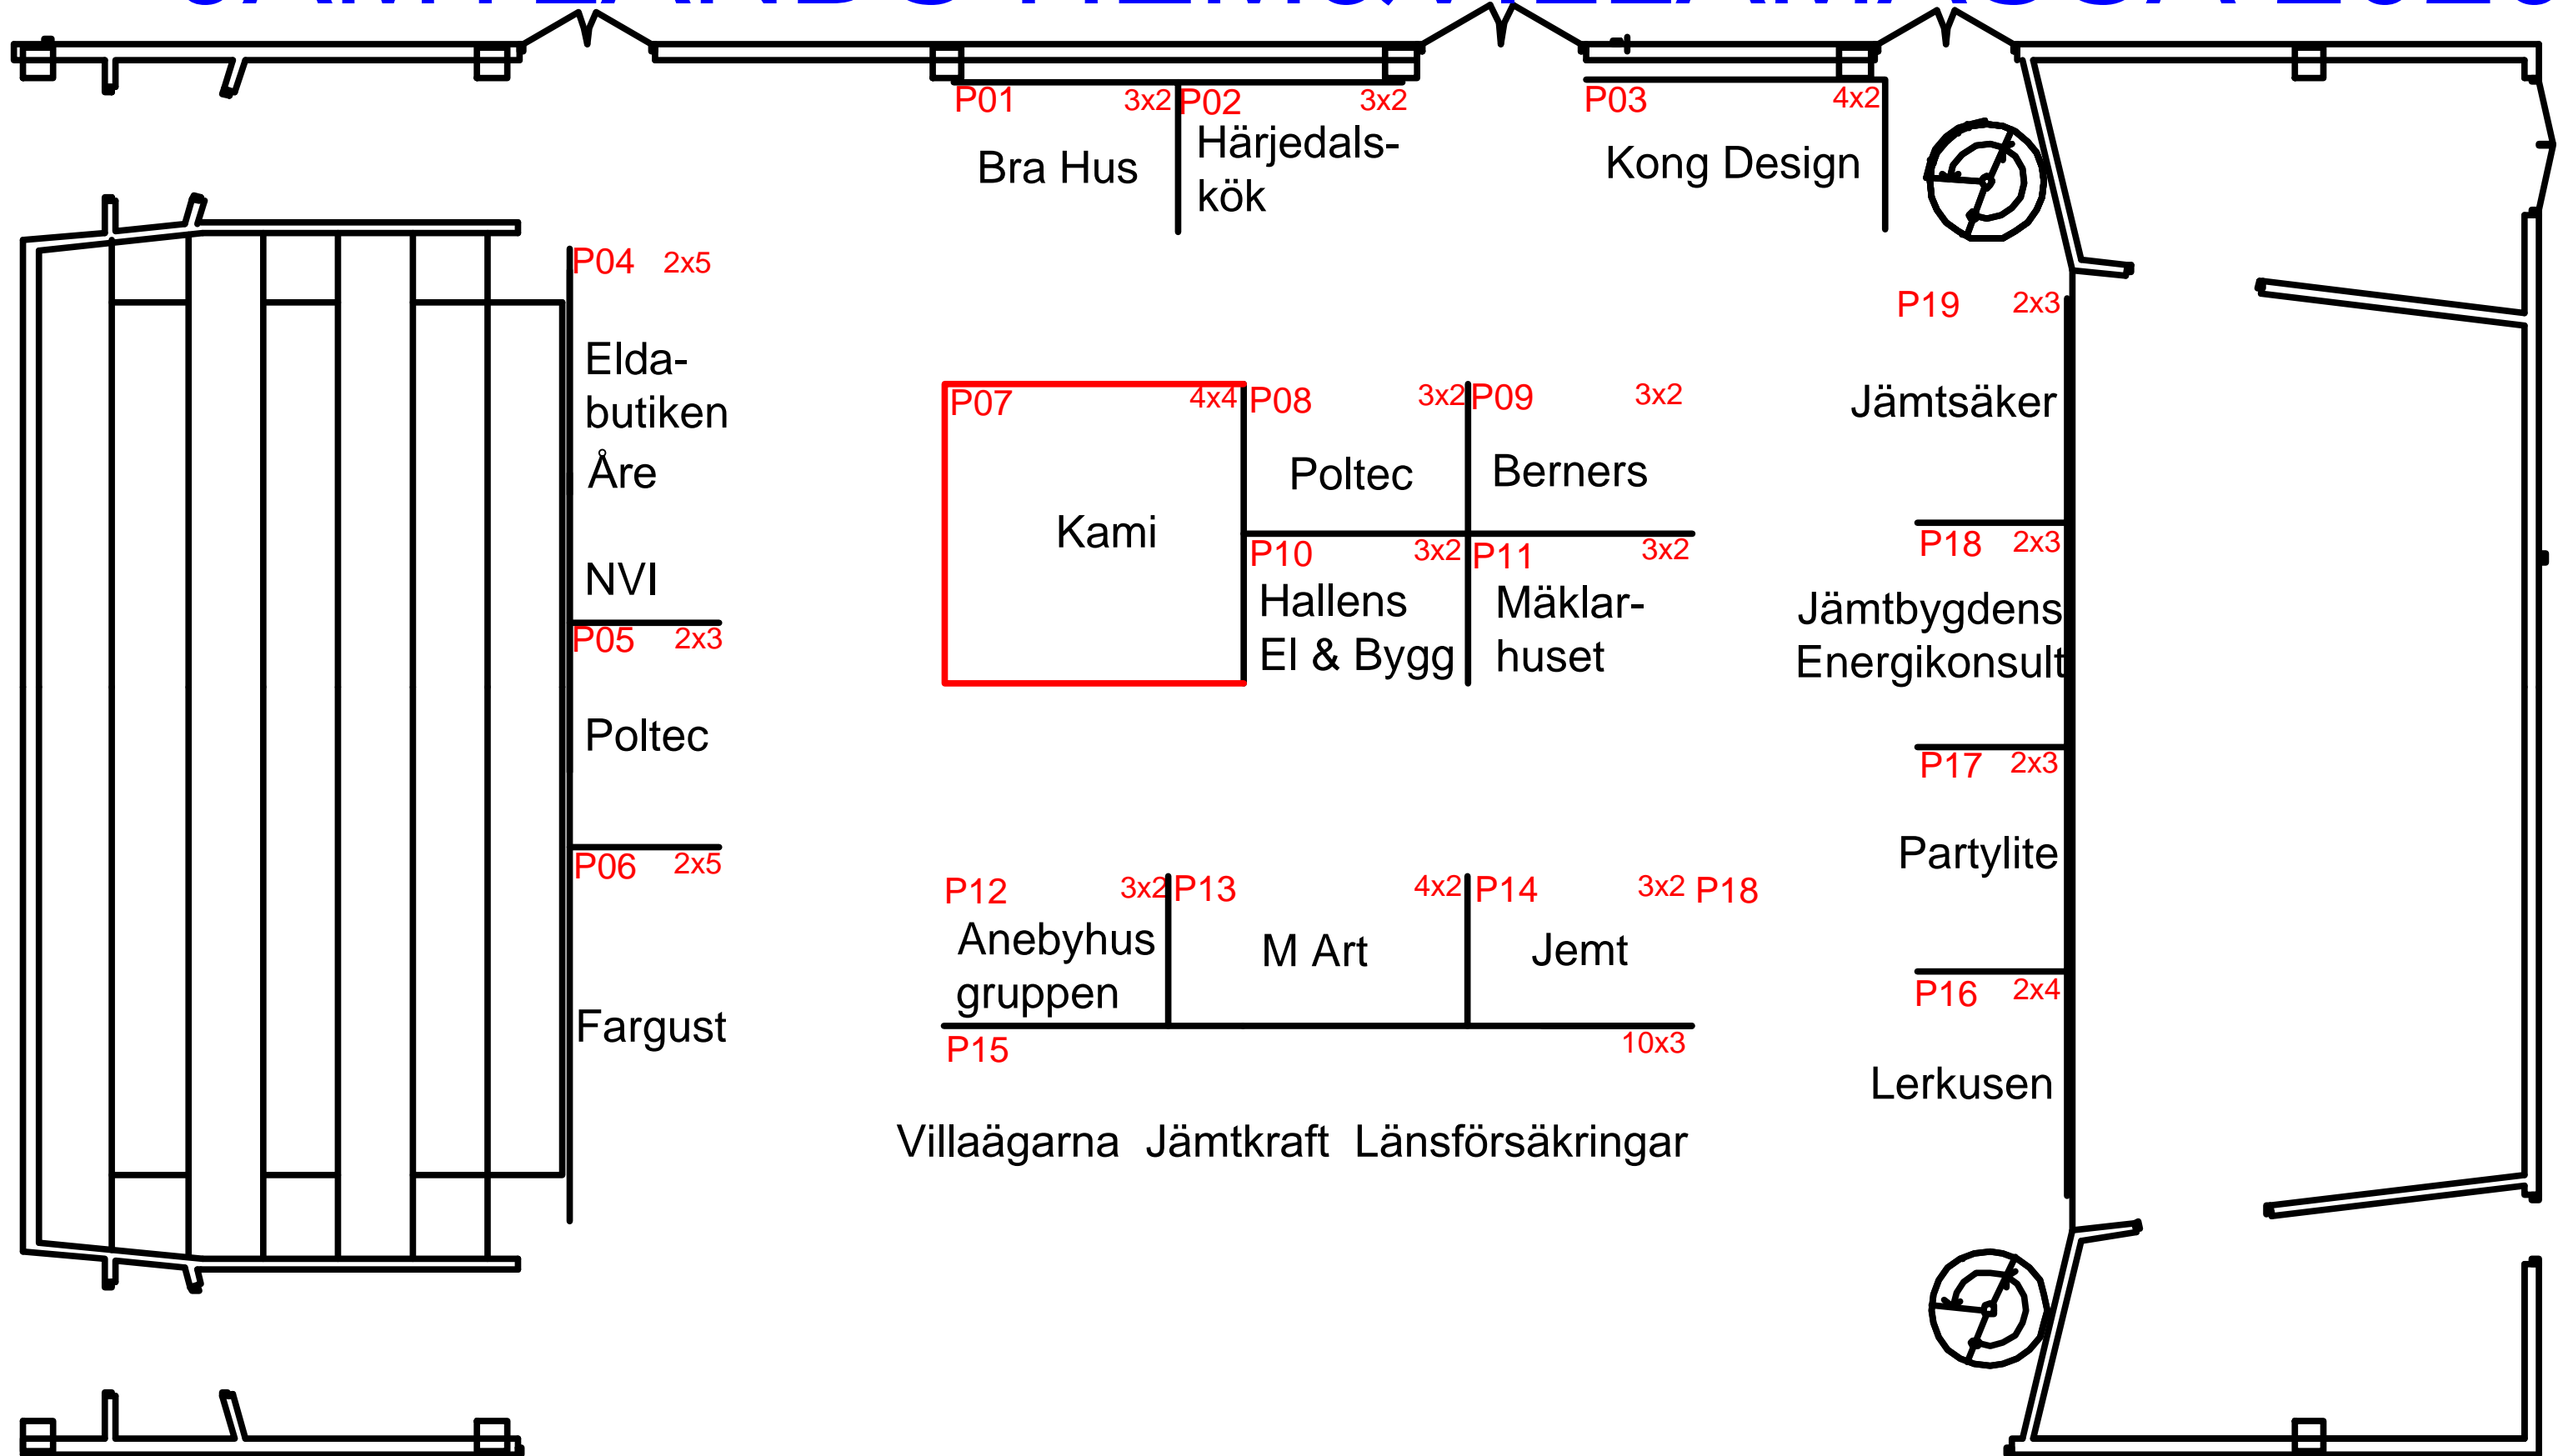 P01 3x2 P02 3x2 P03 4x2
Bra Hus
Härjedals-
kök
Kong Design
P04 2x5
Elda-
butiken
Åre
NVI
P05 2x3
Poltec
P06 2x5
Fargust
P07 4x4 P08 3x2 P09 3x2
Kami
Poltec
Berners
P10 3x2 P11 3x2
Hallens
El & Bygg
Mäklar-
huset
P12 3x2 P13 4x2 P14 3x2 P18
Anebyhus
gruppen
M Art
Jemt
P15 10x3
Villaägarna Jämtkraft Länsförsäkringar
P19 2x3
Jämtsäker
P18 2x3
Jämtbygdens
Energikonsult
P17 2x3
Partylite
P16 2x4
Lerkusen